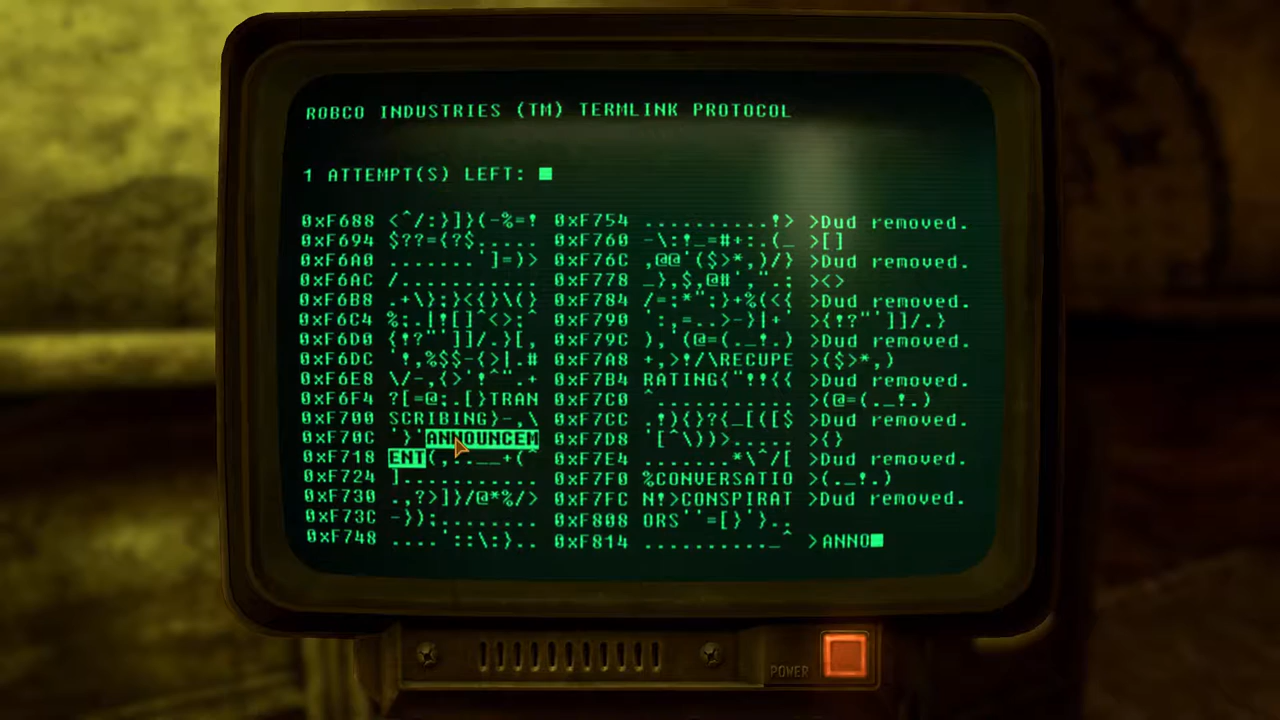 ROBCO INDUSTRIES (TM) TERMLINK PROTOCOL
1 ATTEMPT(S) LEFT:
0xF688 <^/:}]}(-%=! 0xF754 ..........!> >Dud removed.
0xF694 $??={?$..... 0xF760 -\:!_=#+:.(_ >[]
0xF6A0 .......']=)> 0xF76C ,@@'($>*,)/} >Dud removed.
0xF6AC /........... 0xF778 _},$,@#',".: ><>
0xF6B8 .+\};}<{}\(} 0xF784 /=:*":}+%(<{ >Dud removed.
0xF6C4 %;.|![]^<>:^ 0xF790 ':,=..>-}|+' >{!?"']]/.}
0xF6D0 {!?"']]/.}[, 0xF79C ),'(@=(._!.) >Dud removed.
0xF6DC '!,%$$-{>|.# 0xF7A8 +,>!/\RECUPE >($>*,)
0xF6E8 \/-,{>'!^".+ 0xF7B4 RATING{"!!{{ >Dud removed.
0xF6F4 ?[=@;.[}TRAN 0xF7C0 ^........... >(@=(._!.)
0xF700 SCRIBING}-,\ 0xF7CC .!){}?{_[([$ >Dud removed.
0xF70C '}'ANNOUNCEM 0xF7D8 '[^\))>..... >{}
0xF718 ENT(,..__+(^ 0xF7E4 .......*\^/[ >Dud removed.
0xF724 ]........... 0xF7F0 %CONVERSATIO >(._!.)
0xF730 .,?>]}/@*%/> 0xF7FC N!>CONSPIRAT >Dud removed.
0xF73C -});........ 0xF808 ORS''=[}'}..
0xF748 ....'::\:}.. 0xF814 .........._^ >ANNO
POWER